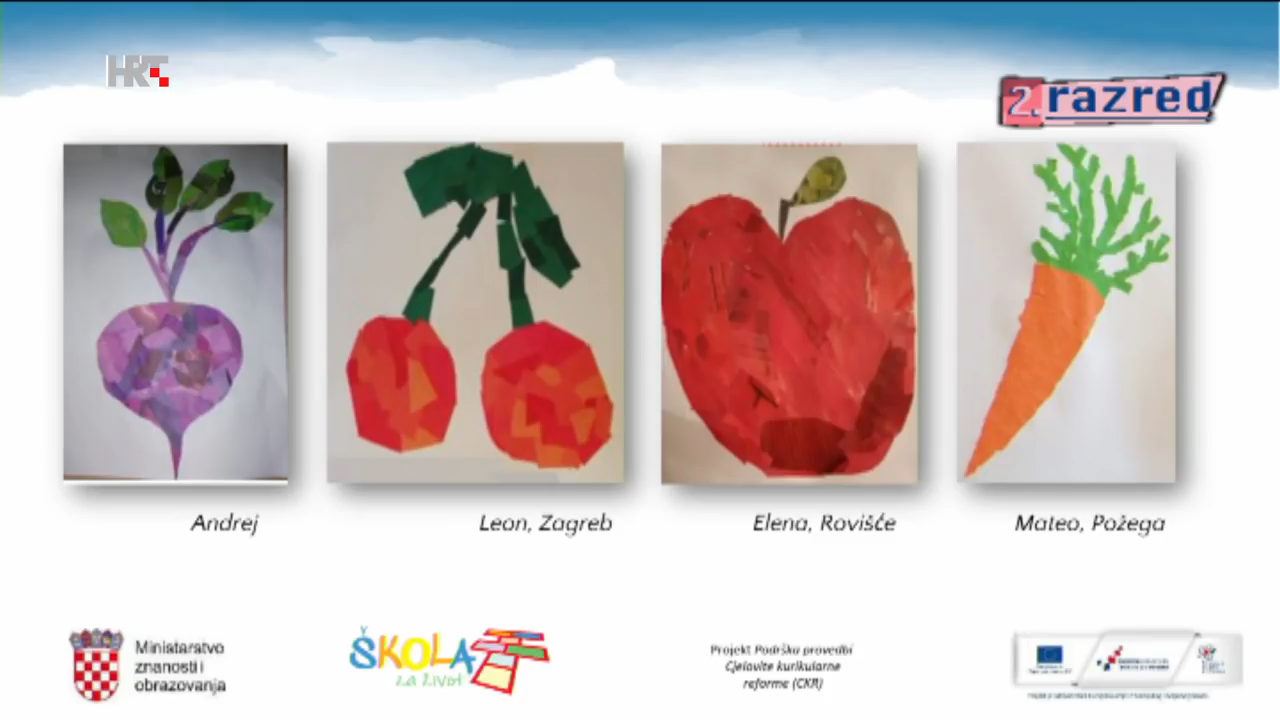 HRT
2. razred
Andrej
Leon, Zagreb
Elena, Rovišće
Mateo, Požega
Ministarstvo
znanosti i
obrazovanja
ŠKOLA
za život
Projekt Podrška provedbi
Cjelovite kurikularne
reforme (CKR)